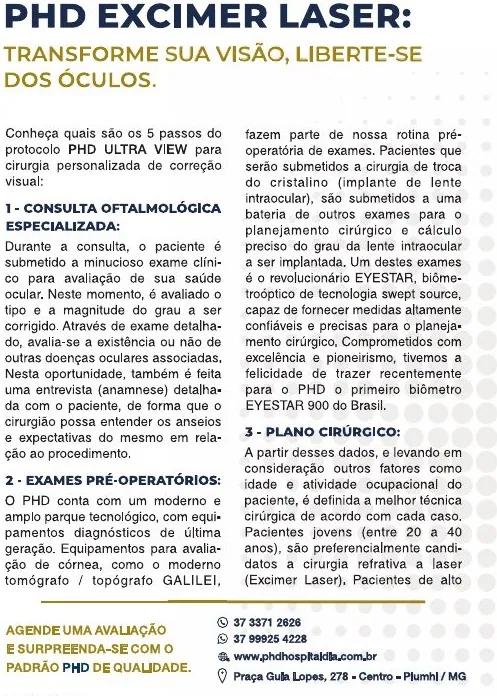 PHD EXCIMER LASER:
TRANSFORME SUA VISÃO, LIBERTE-SE
DOS ÓCULOS.
Conheça quais são os 5 passos do
protocolo PHD ULTRA VIEW para
cirurgia personalizada de correção
visual:
1 - CONSULTA OFTALMOLÓGICA
ESPECIALIZADA:
Durante a consulta, o paciente é
submetido a minucioso exame clíni-
co para avaliação de sua saúde
ocular. Neste momento, é avaliado o
tipo e a magnitude do grau a ser
corrigido. Através de exame detalha-
do, avalia-se a existência ou não de
outras doenças oculares associadas.
Nesta oportunidade, também é feita
uma entrevista (anamnese) detalha-
da com o paciente, de forma que o
cirurgião possa entender os anseios
e expectativas do mesmo em rela-
ção ao procedimento.
2 - EXAMES PRÉ-OPERATÓRIOS:
O PHD conta com um moderno e
amplo parque tecnológico, com equi-
pamentos diagnósticos de última
geração. Equipamentos para avalia-
ção de córnea, como o moderno
tomógrafo / topógrafo GALILEI,
fazem parte de nossa rotina pré-
operatória de exames. Pacientes que
serão submetidos a cirurgia de troca
do cristalino (implante de lente
intraocular), são submetidos a uma
bateria de outros exames para o
planejamento cirúrgico e cálculo
preciso do grau da lente intraocular
a ser implantada. Um destes exames
é o revolucionário EYESTAR, biôme-
troóptico de tecnologia swept source,
capaz de fornecer medidas altamente
confiáveis e precisas para o planeja-
mento cirúrgico. Comprometidos com
excelência e pioneirismo, tivemos a
felicidade de trazer recentemente
para o PHD o primeiro biômetro
EYESTAR 900 do Brasil.
3 - PLANO CIRÚRGICO:
A partir desses dados, e levando em
consideração outros fatores como
idade e atividade ocupacional do
paciente, é definida a melhor técnica
cirúrgica de acordo com cada caso.
Pacientes jovens (entre 20 a 40
anos), são preferencialmente candi-
datos a cirurgia refrativa a laser
(Excimer Laser). Pacientes de alto
AGENDE UMA AVALIAÇÃO
E SURPREENDA-SE COM O
PADRÃO PHD DE QUALIDADE.
37 3371 2626
37 99925 4228
www.phdhospitaldia.com.br
Praça Guia Lopes, 278 - Centro - Piumhi / MG